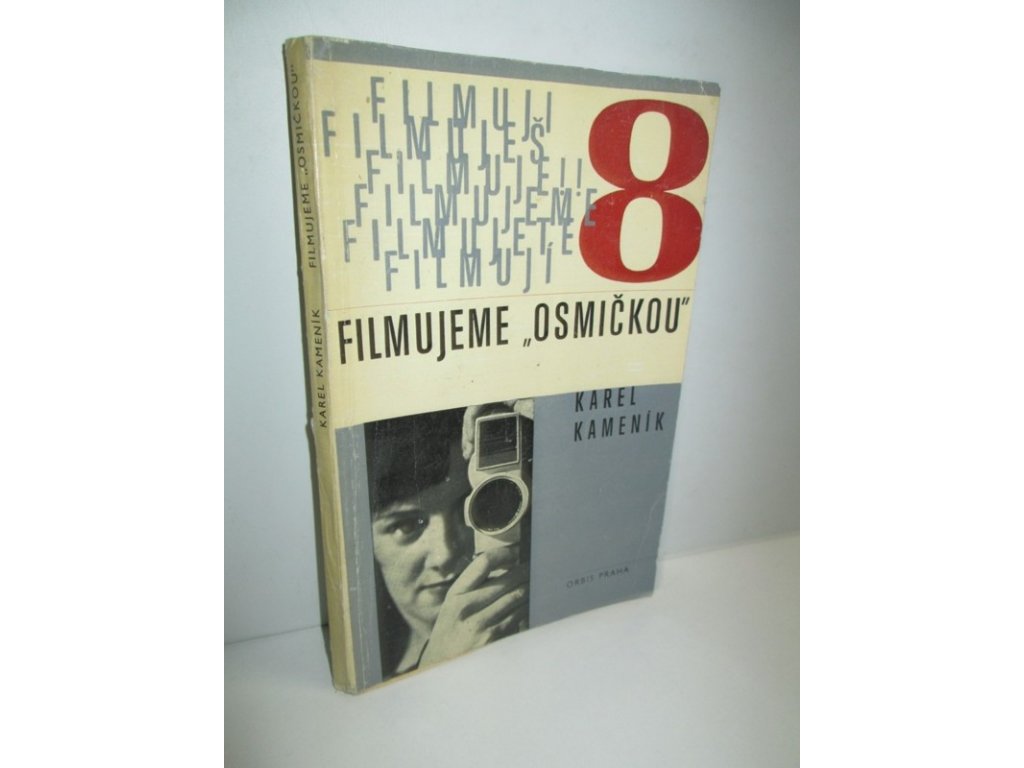 FILMUJI
FILMUJEŠ
FILMUJE!!
FILMUJEME
FILMUJETE
FILMUJÍ
8
FILMUJEME „OSMIČKOU"
KAREL
KAMENÍK
ORBIS PRAHA
KAREL KAMENÍK FILMUJEME „OSMIČKOU"